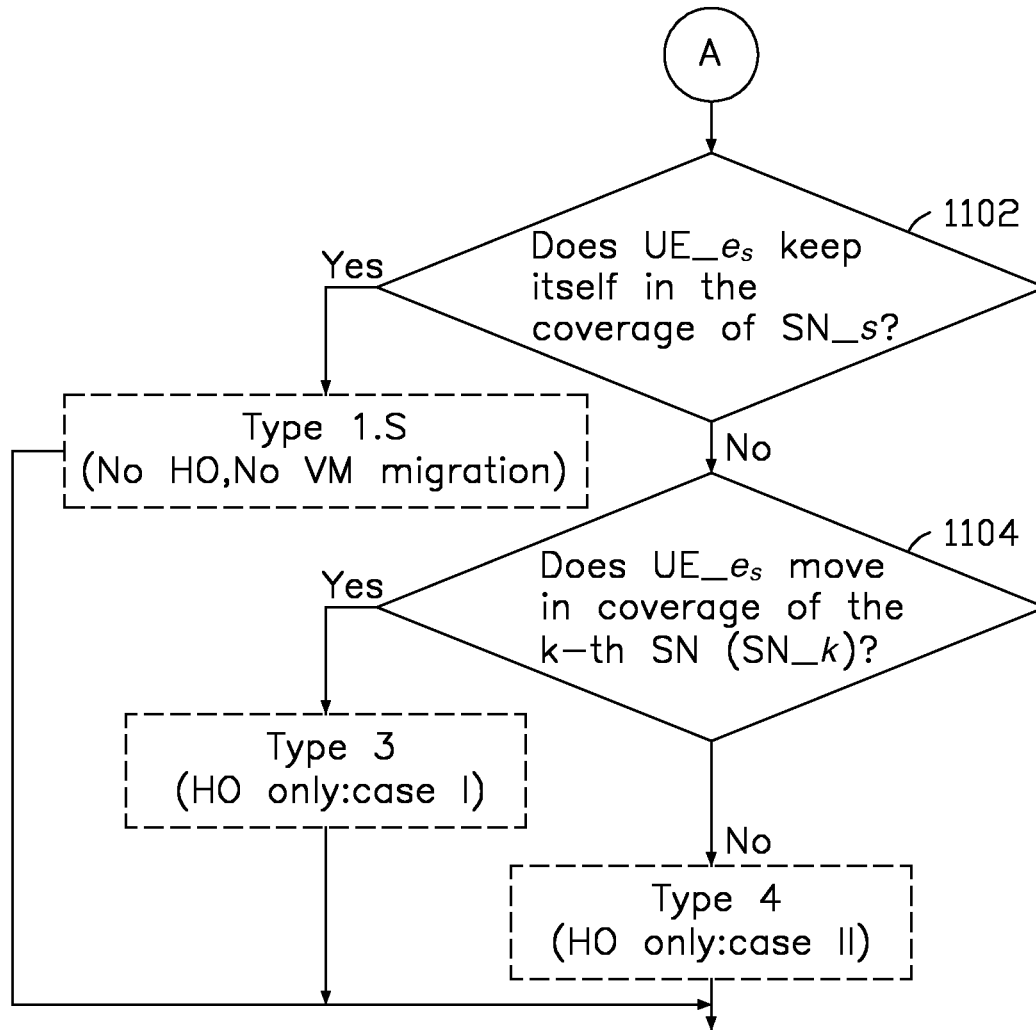 A
1102
Does UE_es keep
itself in the
coverage of SN_s?
Yes
Type 1.S
(No HO,No VM migration)
No
1104
Does UE_es move
in coverage of the
k-th SN (SN_k)?
Yes
Type 3
(HO only:case I)
No
Type 4
(HO only:case II)